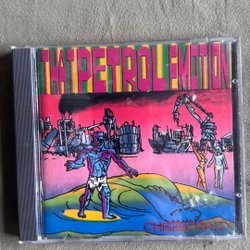 THAT PETROL EMOTION
CHEMICRAZY